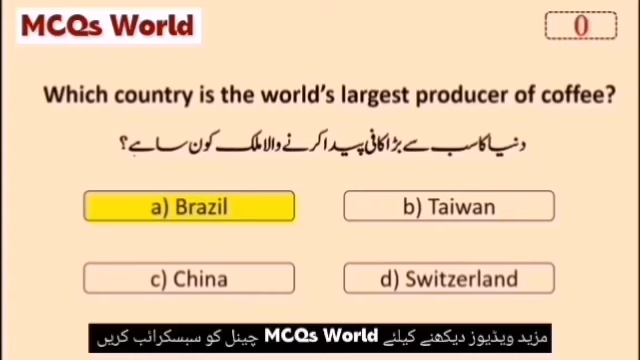 MCQs World
0
Which country is the world's largest producer of coffee?
دنیا کا سب سے بڑا کافی پیدا کرنے والا ملک کون سا ہے؟
a) Brazil
b) Taiwan
c) China
d) Switzerland
مزید ویڈیوز دیکھنے کیلئے MCQs World چینل کو سبسکرائب کریں